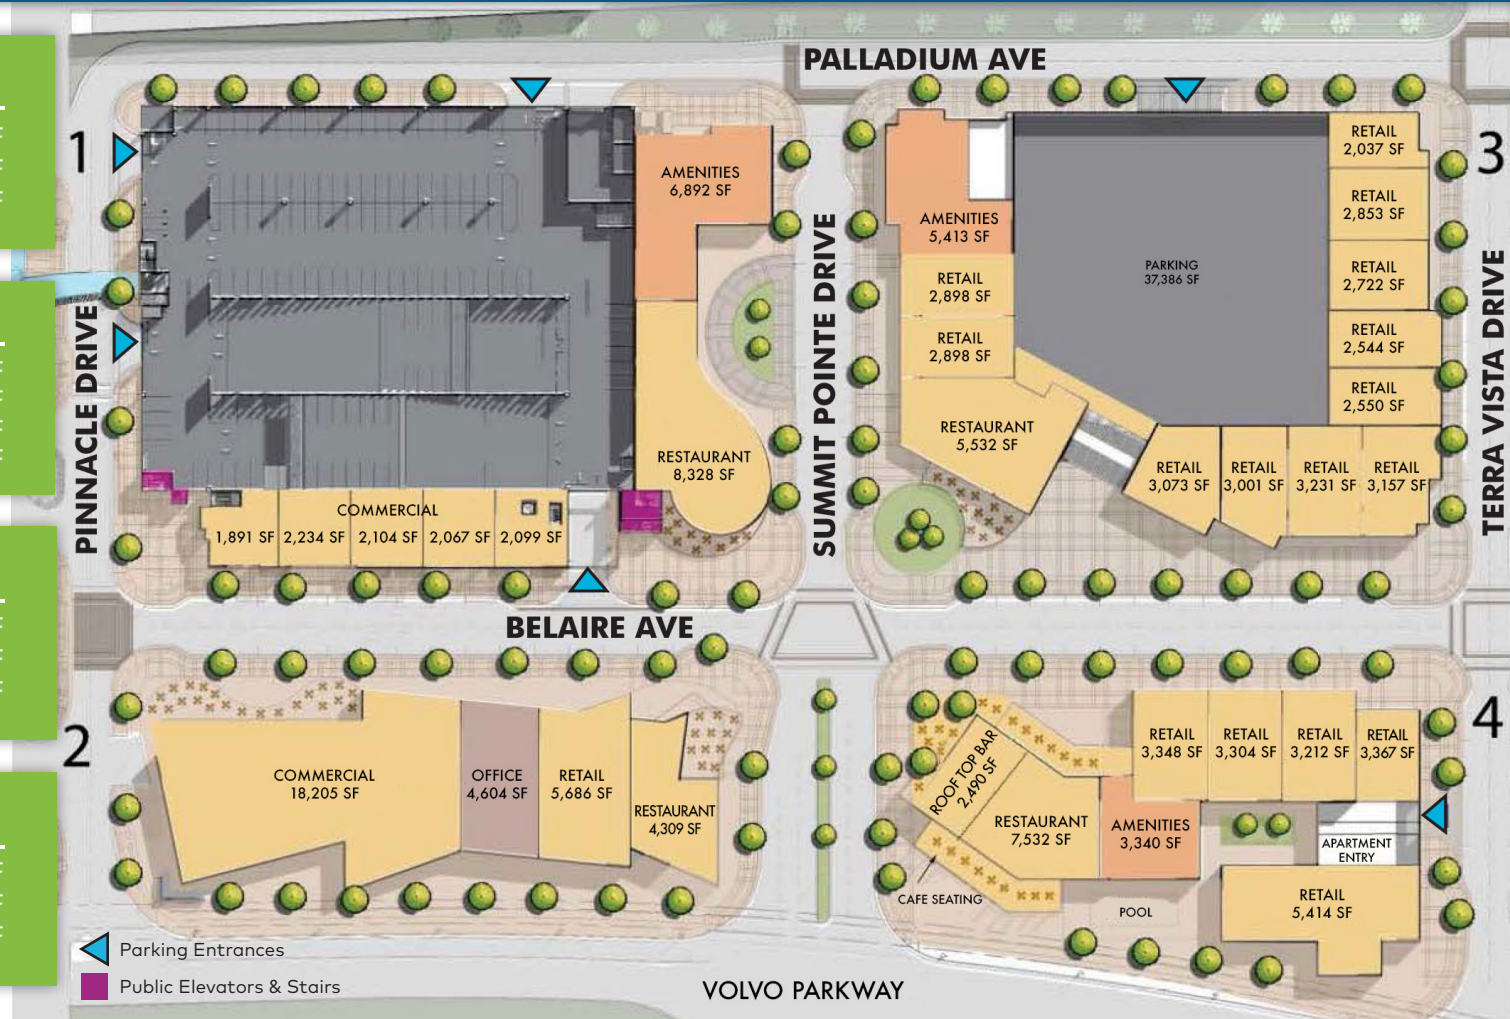 PALLADIUM AVE
1
AMENITIES
6,892 SF
RESTAURANT
8,328 SF
COMMERCIAL
1,891 SF
2,234 SF
2,104 SF
2,067 SF
2,099 SF
PINNACLE DRIVE
SUMMIT POINTE DRIVE
3
AMENITIES
5,413 SF
RETAIL
2,898 SF
RETAIL
2,898 SF
RESTAURANT
5,532 SF
PARKING
37,386 SF
RETAIL
2,037 SF
RETAIL
2,853 SF
RETAIL
2,722 SF
RETAIL
2,544 SF
RETAIL
2,550 SF
RETAIL
3,073 SF
RETAIL
3,001 SF
RETAIL
3,231 SF
RETAIL
3,157 SF
TERRA VISTA DRIVE
BELAIRE AVE
2
COMMERCIAL
18,205 SF
OFFICE
4,604 SF
RETAIL
5,686 SF
RESTAURANT
4,309 SF
4
ROOF TOP BAR
2,490 SF
RESTAURANT
7,532 SF
AMENITIES
3,340 SF
RETAIL
3,348 SF
RETAIL
3,304 SF
RETAIL
3,212 SF
RETAIL
3,367 SF
APARTMENT
ENTRY
RETAIL
5,414 SF
CAFE SEATING
POOL
Parking Entrances
Public Elevators & Stairs
VOLVO PARKWAY